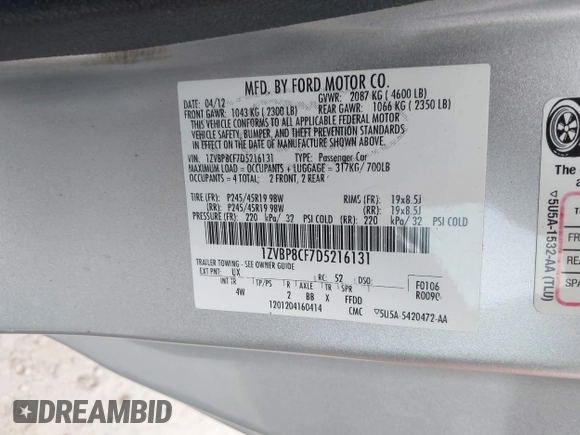 MFD. BY FORD MOTOR CO.
DATE: 04/12 GVWR: 2087 KG ( 4600 LB)
FRONT GAWR: 1043 KG ( 2300 LB) REAR GAWR: 1066 KG ( 2350 LB)
THIS VEHICLE CONFORMS TO ALL APPLICABLE FEDERAL MOTOR
VEHICLE SAFETY, BUMPER, AND THEFT PREVENTION STANDARDS
IN EFFECT ON THE DATE OF MANUFACTURE SHOWN ABOVE.
VIN: 1ZVBP8CF7D5216131 TYPE: Passenger Car
MAXIMUM LOAD = OCCUPANTS + LUGGAGE = 317KG/ 700LB
OCCUPANTS = 4 TOTAL; 2 FRONT, 2 REAR
TIRE(FR): P245/45R19 98W RIMS(FR): 19x8.5J
(RR): P245/45R19 98W (RR): 19x8.5J
PRESSURE (FR): 220 kPa/ 32 PSI COLD (RR): 220 kPa/ 32 PSI COLD
1ZVBP8CF7D5216131
TRAILER TOWING - SEE OWNER GUIDE
EXT PNT: UX RC: 52 DSO: F0106
INT TR TP/PS R AXLE TR SPR R0090
4W 2 BB X FFDD
1201204160414 CMC 5U5A-5420472-AA
The
5U5A-1532-AA (TLU)
FR
RE
SPA
DREAMBID